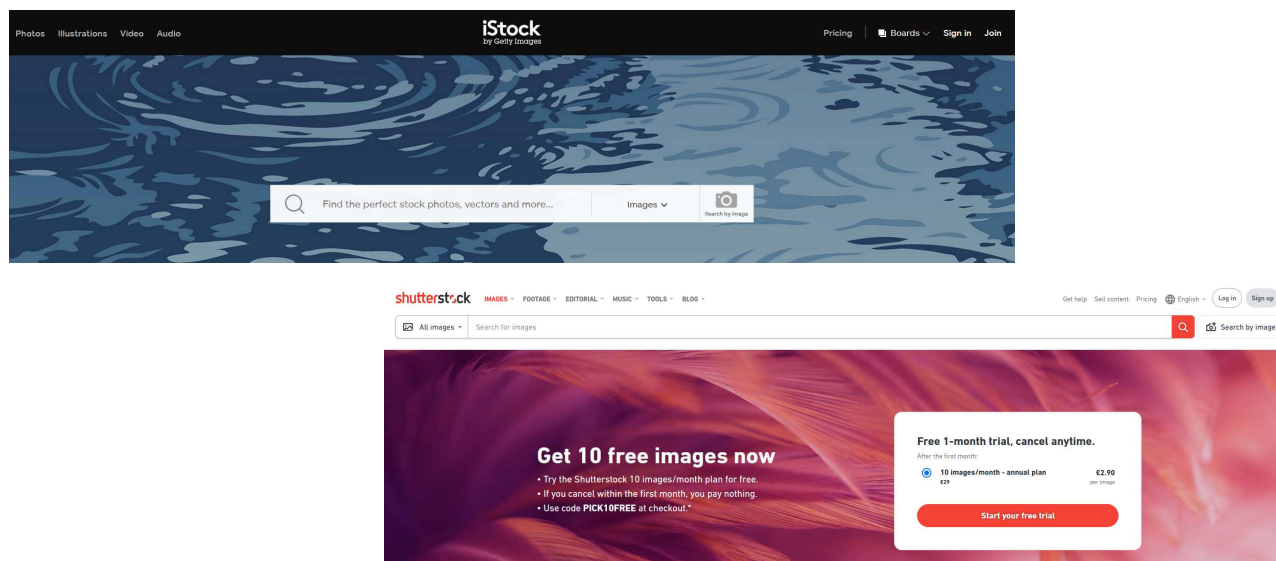 Photos Illustrations Video Audio
iStock
by Getty Images
Pricing Boards Sign in Join
Find the perfect stock photos, vectors and more... Images
Search by image
shutterstock IMAGES FOOTAGE EDITORIAL MUSIC TOOLS BLOG
Get help Sell content Pricing English Log in Sign up
All images Search for images Search by image
Get 10 free images now
• Try the Shutterstock 10 images/month plan for free.
• If you cancel within the first month, you pay nothing.
• Use code PICK10FREE at checkout.*
Free 1-month trial, cancel anytime.
After the first month:
10 images/month - annual plan €2.90
€29 per image
Start your free trial